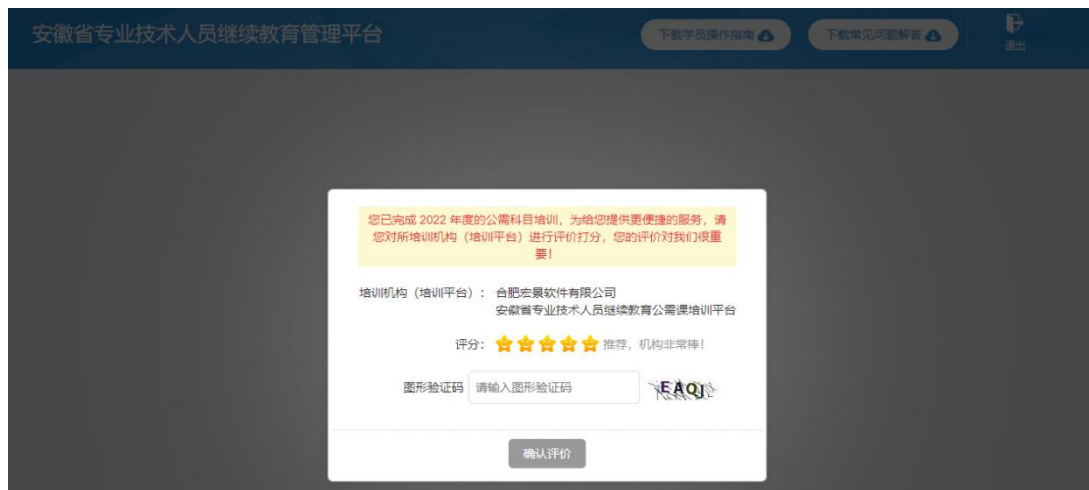 安徽省专业技术人员继续教育管理平台
下载学员操作指南
下载常见问题解答
退出
您已完成 2022 年度的公需科目培训，为给您提供更便捷的服务，请
您对所培训机构（培训平台）进行评价打分，您的评价对我们很重
要！
培训机构（培训平台）： 合肥宏景软件有限公司
安徽省专业技术人员继续教育公需课培训平台
评分： 推荐，机构非常棒！
图形验证码 请输入图形验证码 EAQJ
确认评价